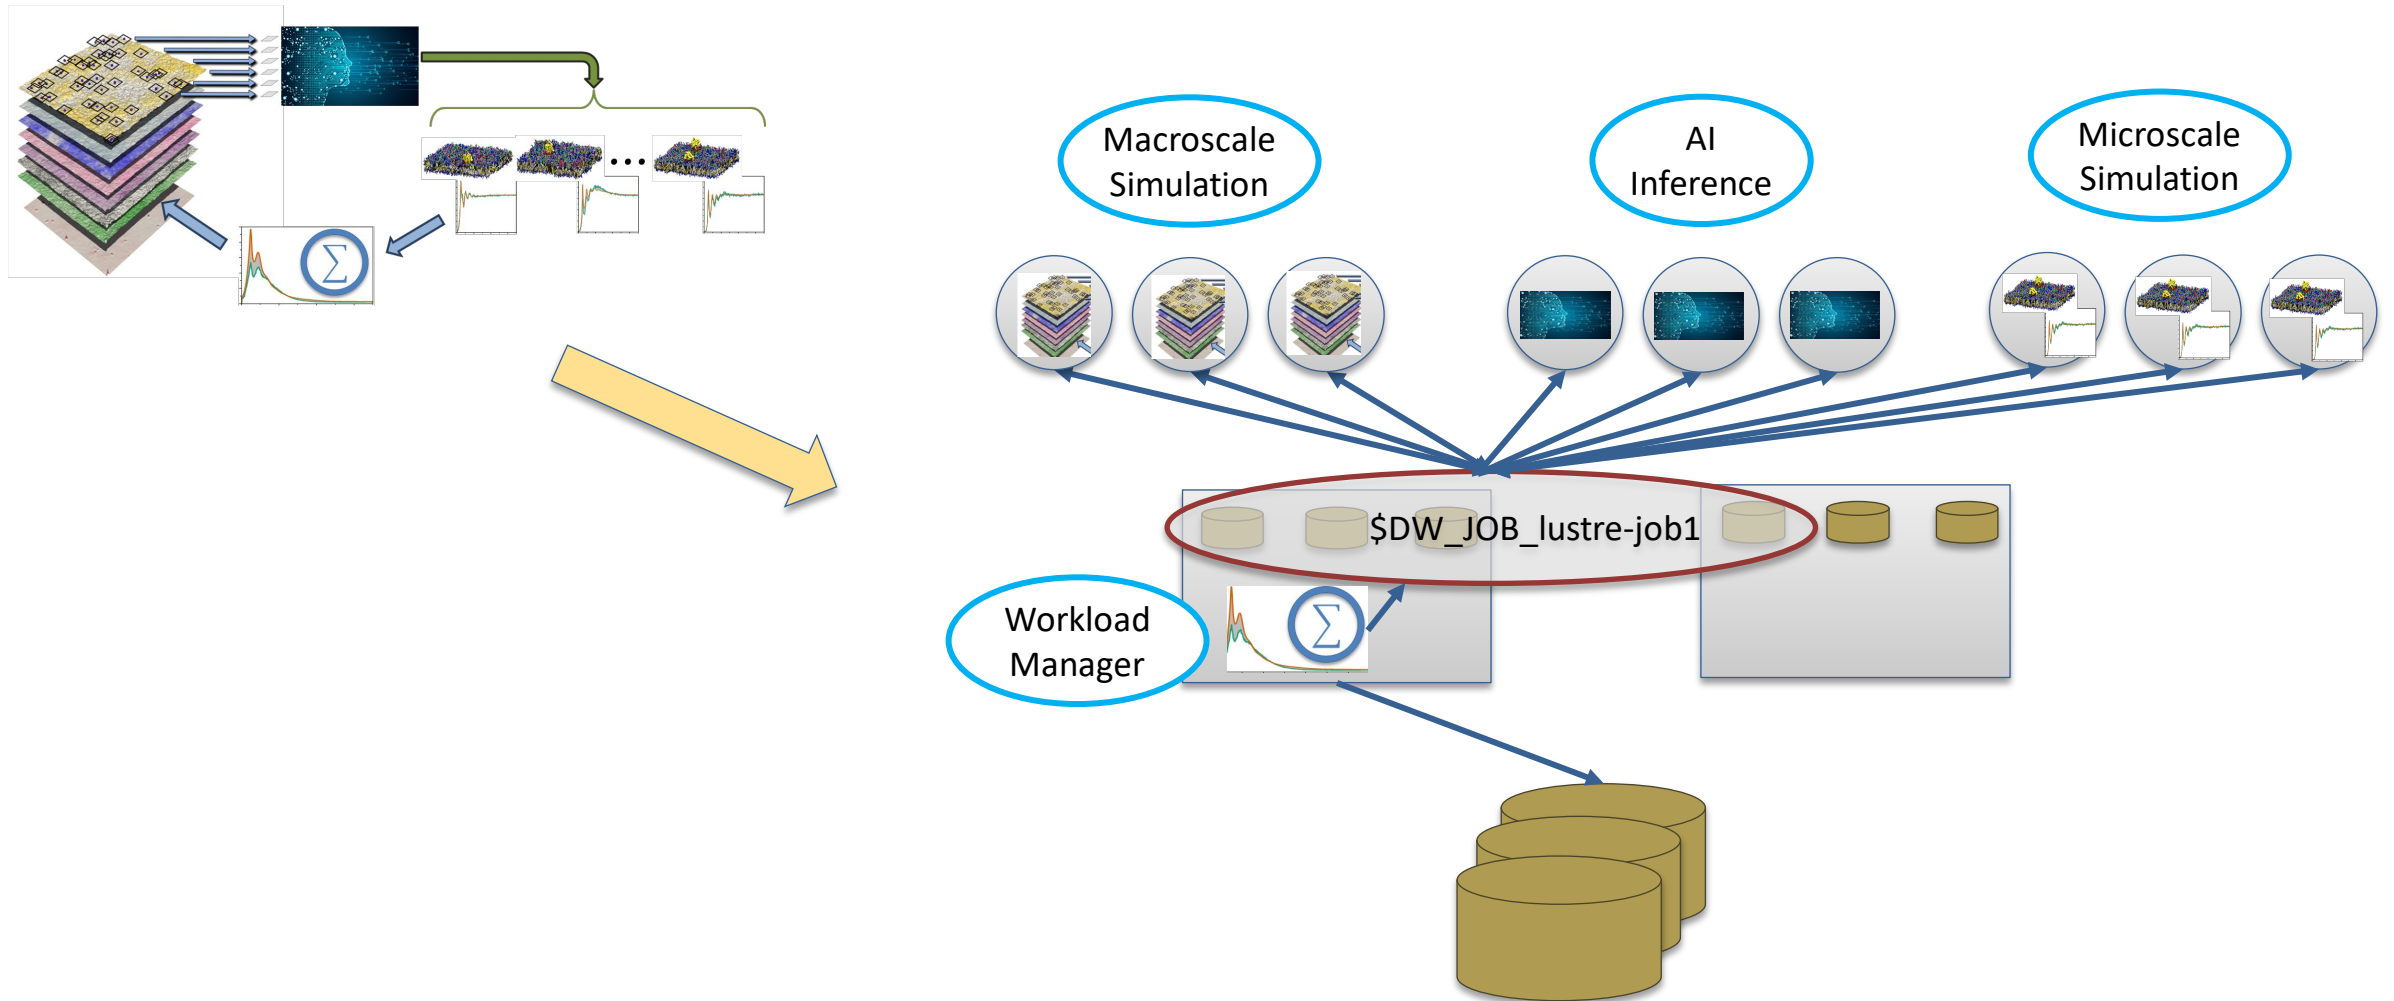 Macroscale
Simulation
AI
Inference
Microscale
Simulation
$DW_JOB_lustre-job1
Workload
Manager
Σ
Σ